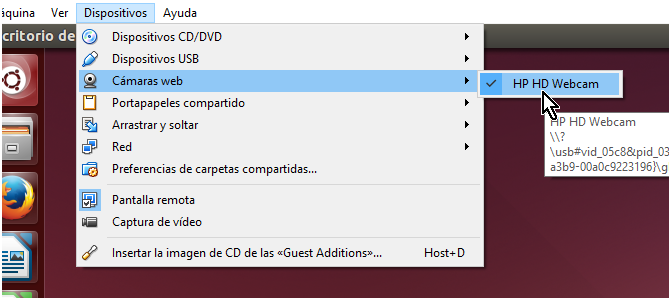 áquina Ver Dispositivos Ayuda
critorio de
Dispositivos CD/DVD
Dispositivos USB
Cámaras web
HP HD Webcam
Portapapeles compartido
Arrastrar y soltar
Red
Preferencias de carpetas compartidas...
Pantalla remota
Captura de vídeo
Insertar la imagen de CD de las «Guest Additions»... Host+D
HP HD Webcam
\\?
\usb#vid_05c8&pid_03
a3b9-00a0c9223196}\g